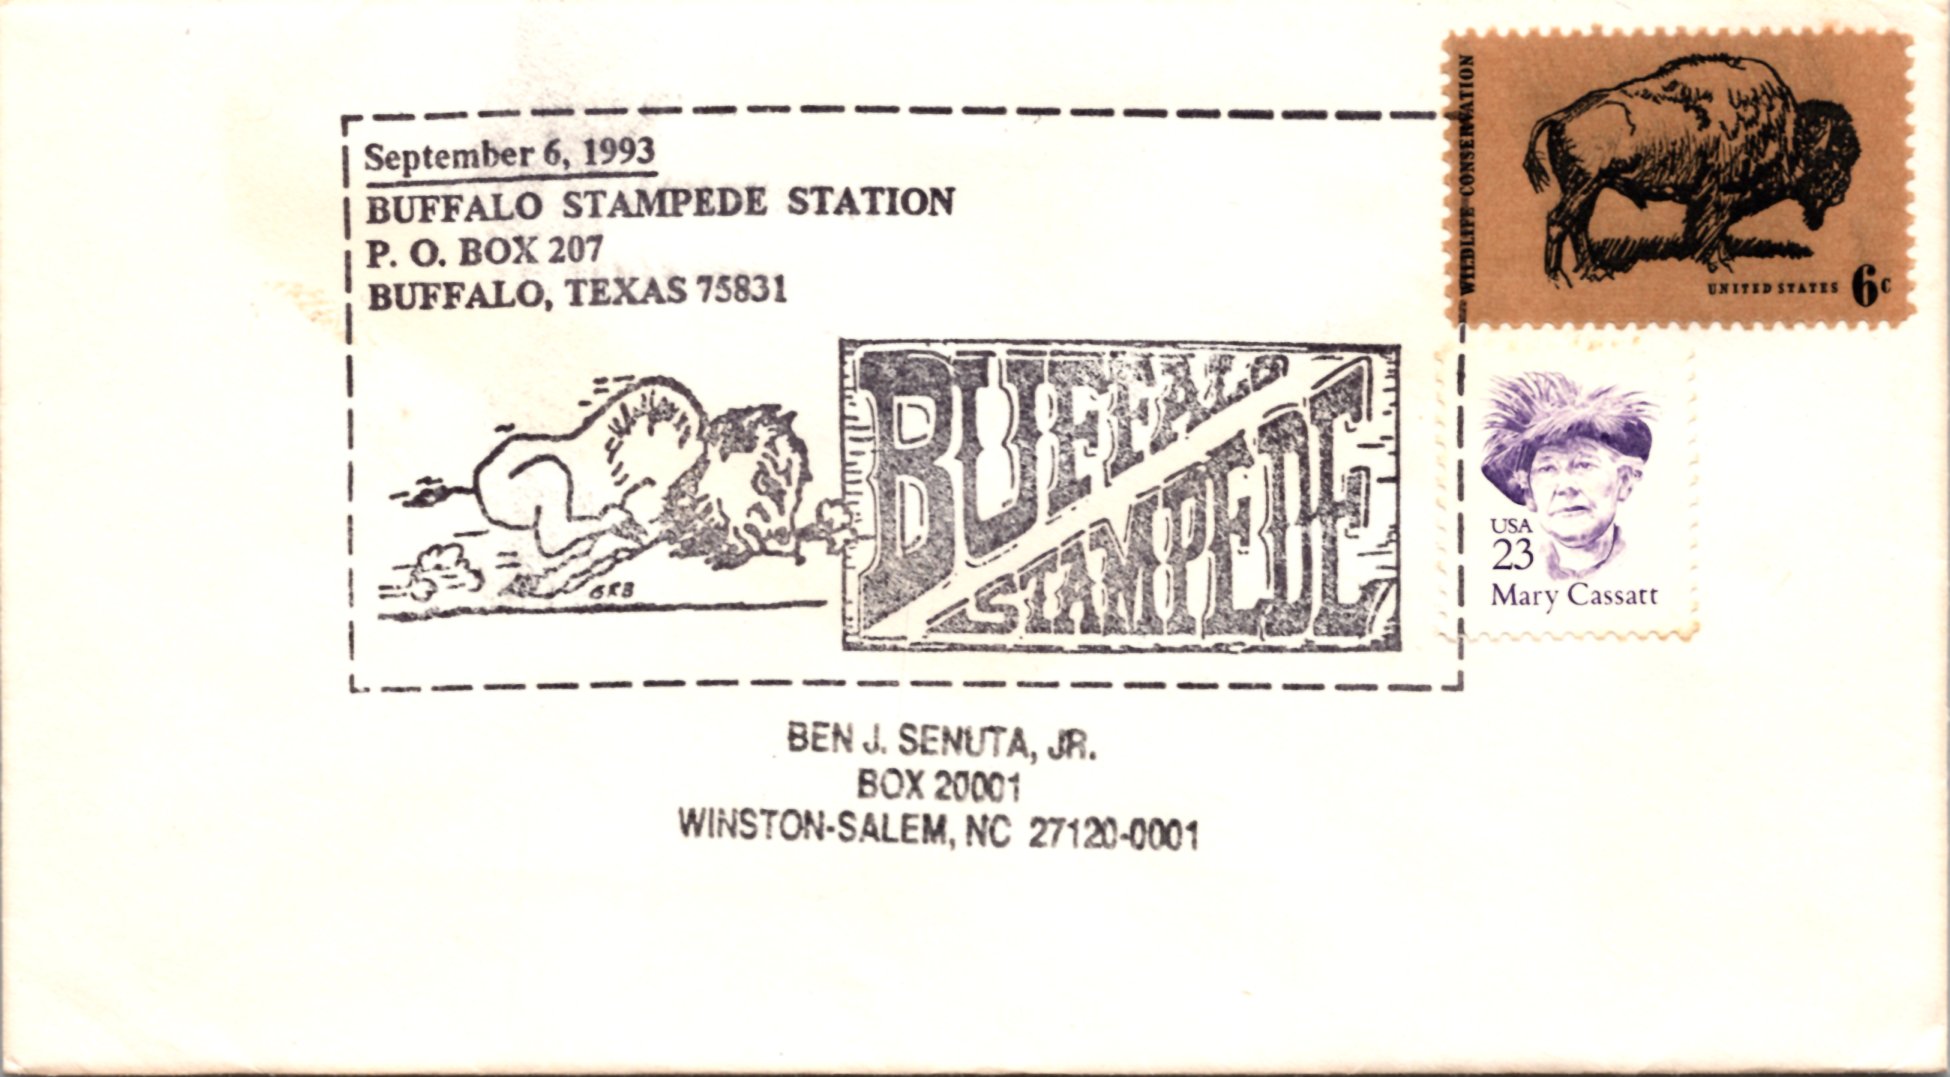 September 6, 1993
BUFFALO STAMPEDE STATION
P. O. BOX 207
BUFFALO, TEXAS 75831
WILDLIFE CONSERVATION
UNITED STATES 6c
BUFFALO
STAMPEDE
GRB
USA
23
Mary Cassatt
BEN J. SENUTA, JR.
BOX 20001
WINSTON-SALEM, NC 27120-0001